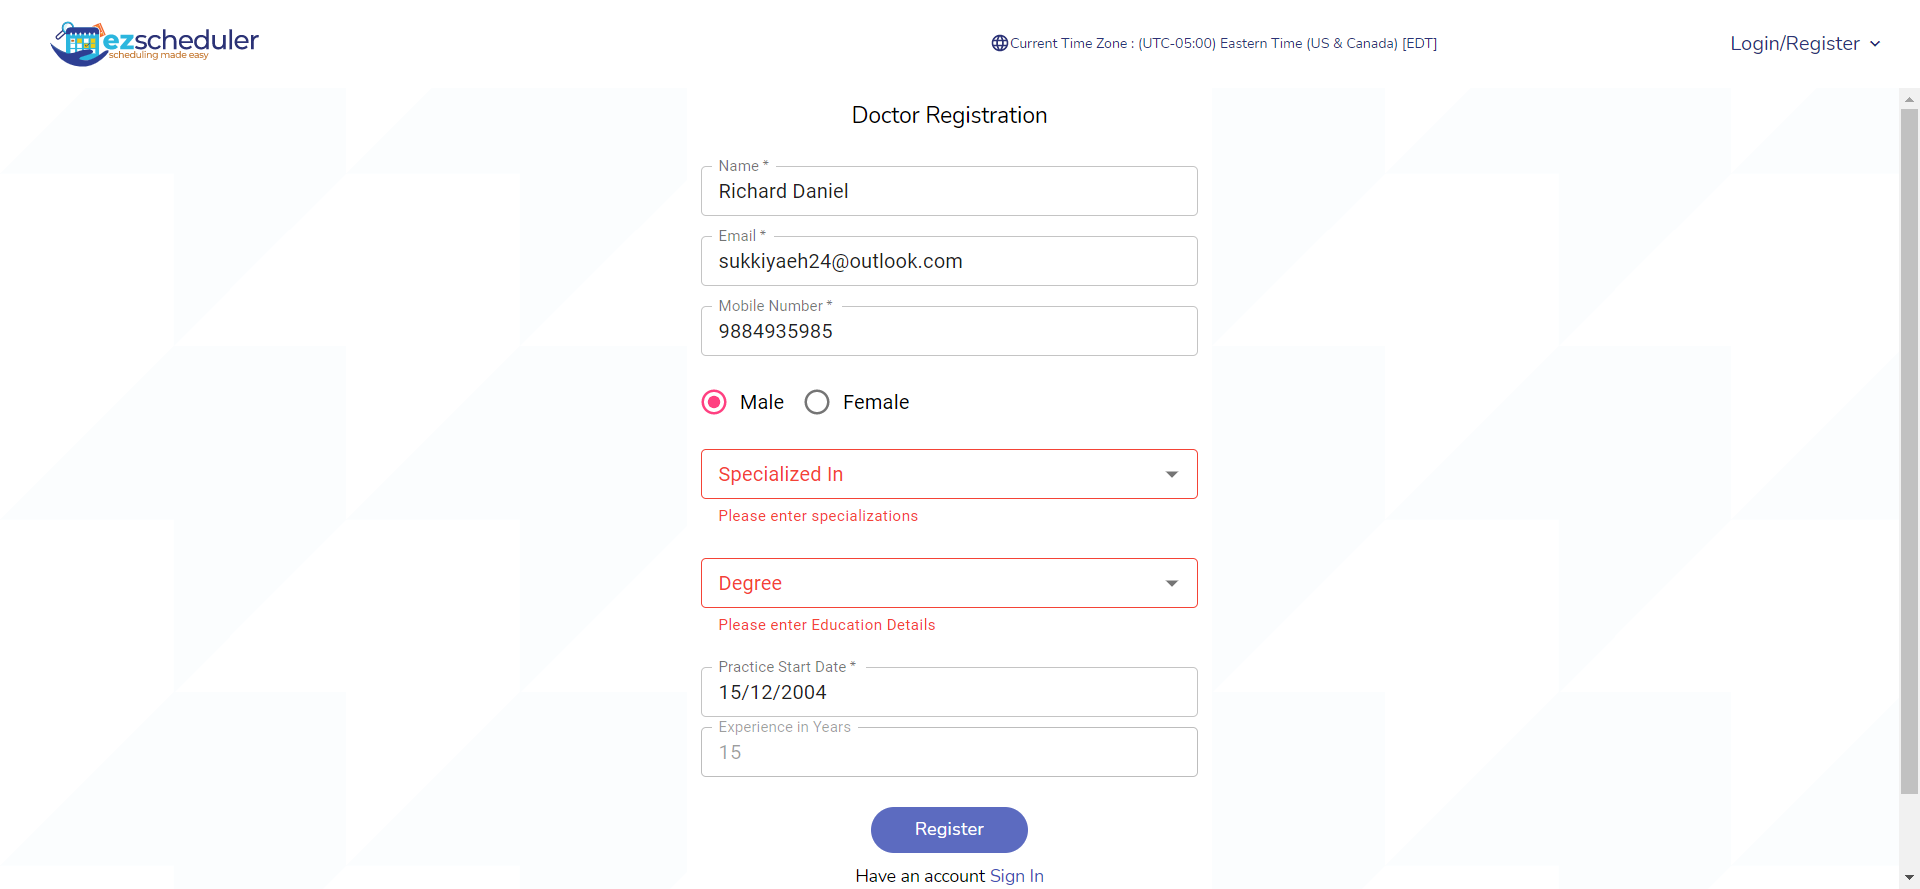 ezscheduler
scheduling made easy
Current Time Zone : (UTC-05:00) Eastern Time (US & Canada) [EDT]
Login/Register
Doctor Registration
Name *
Richard Daniel
Email *
sukkiyaeh24@outlook.com
Mobile Number *
9884935985
Male Female
Specialized In
Please enter specializations
Degree
Please enter Education Details
Practice Start Date *
15/12/2004
Experience in Years
15
Register
Have an account Sign In